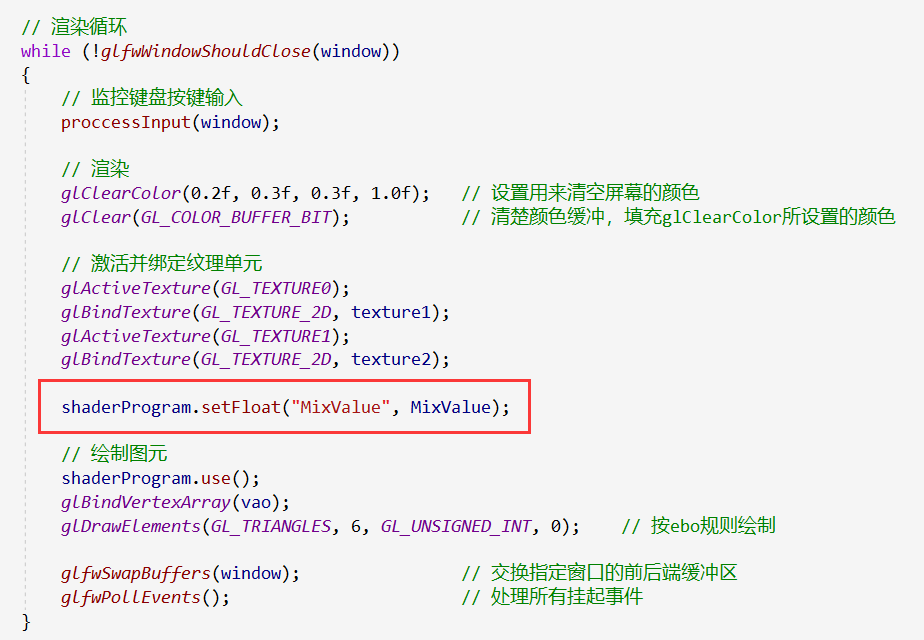 // 渲染循环
while (!glfwWindowShouldClose(window))
{
// 监控键盘按键输入
proccessInput(window);
// 渲染
glClearColor(0.2f, 0.3f, 0.3f, 1.0f); // 设置用来清空屏幕的颜色
glClear(GL_COLOR_BUFFER_BIT); // 清楚颜色缓冲，填充glClearColor所设置的颜色
// 激活并绑定纹理单元
glActiveTexture(GL_TEXTURE0);
glBindTexture(GL_TEXTURE_2D, texture1);
glActiveTexture(GL_TEXTURE1);
glBindTexture(GL_TEXTURE_2D, texture2);
shaderProgram.setFloat("MixValue", MixValue);
// 绘制图元
shaderProgram.use();
glBindVertexArray(vao);
glDrawElements(GL_TRIANGLES, 6, GL_UNSIGNED_INT, 0); // 按ebo规则绘制
glfwSwapBuffers(window); // 交换指定窗口的前后端缓冲区
glfwPollEvents(); // 处理所有挂起事件
}